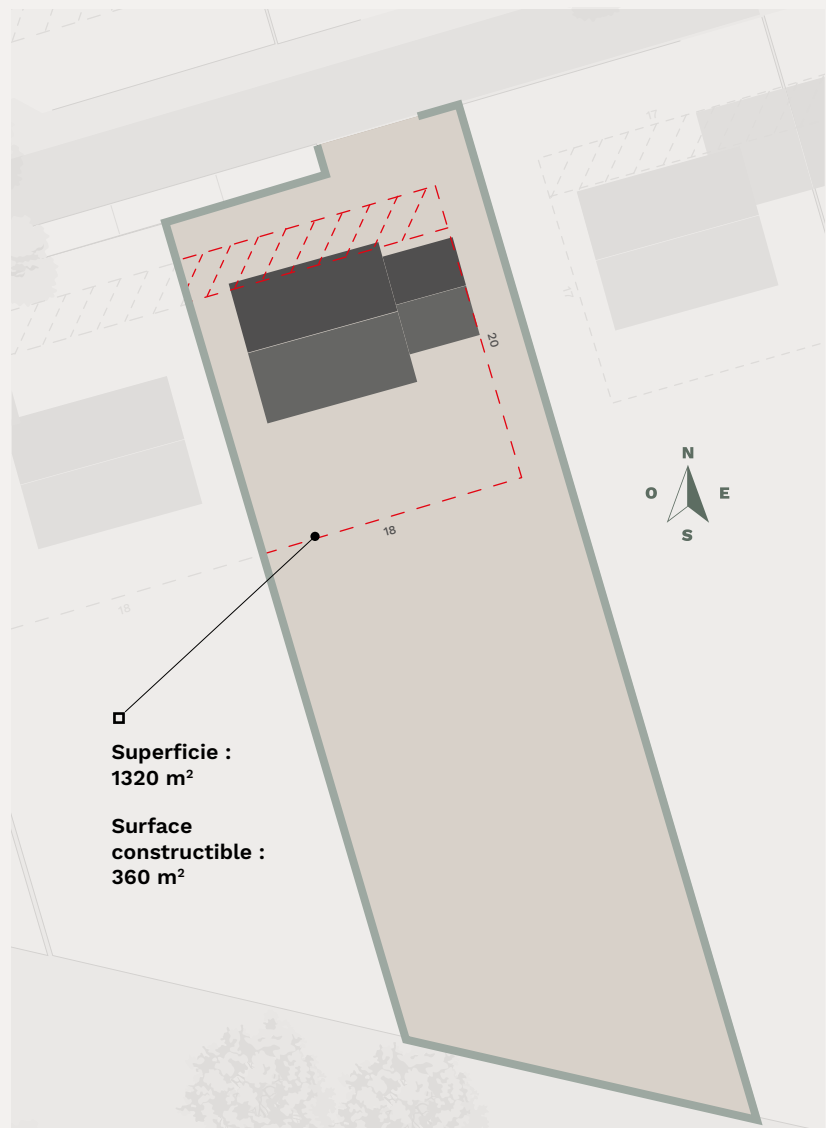 17
17
20
N
O E
S
18
18
Superficie :
1320 m²
Surface
constructible :
360 m²